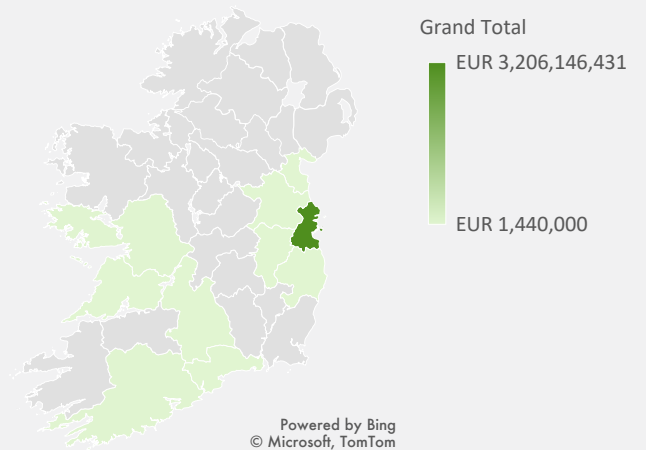 Grand Total
EUR 3,206,146,431
EUR 1,440,000
Powered by Bing
© Microsoft, TomTom